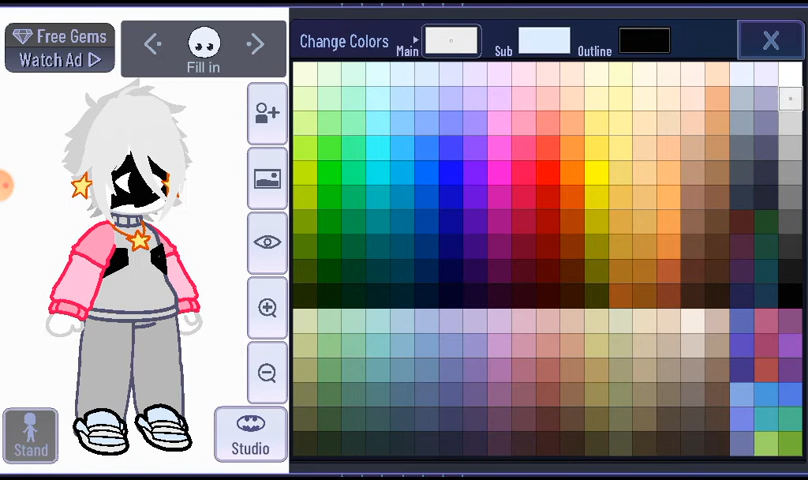 Free Gems
Watch Ad
Fill in
Change Colors
Main
Sub
Outline
Stand
Studio